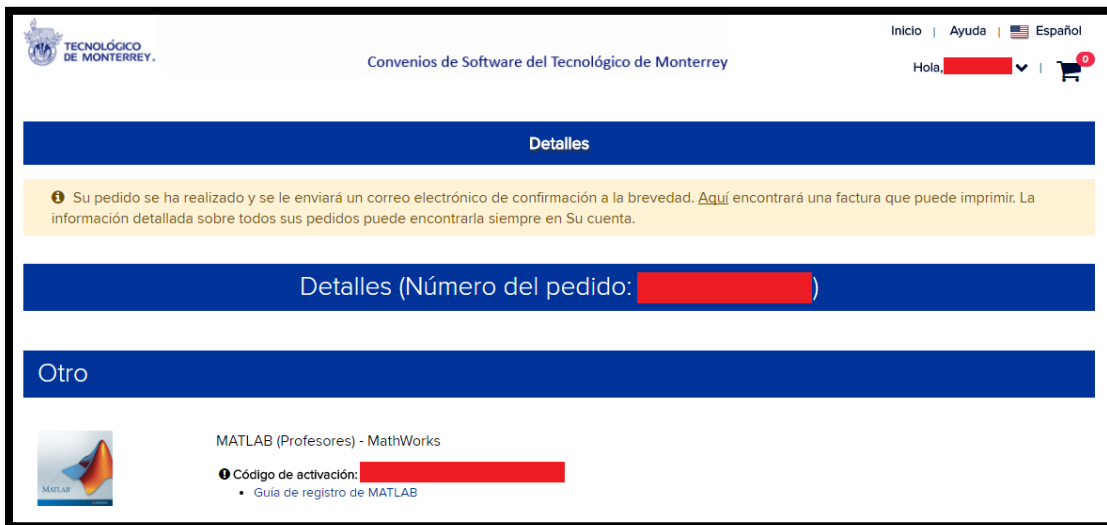 TECNOLÓGICO
DE MONTERREY.
Inicio | Ayuda | Español
Convenios de Software del Tecnológico de Monterrey
Hola,
0
Detalles
Su pedido se ha realizado y se le enviará un correo electrónico de confirmación a la brevedad. Aquí encontrará una factura que puede imprimir. La
información detallada sobre todos sus pedidos puede encontrarla siempre en Su cuenta.
Detalles (Número del pedido: )
Otro
MATLAB (Profesores) - MathWorks
Código de activación:
• Guía de registro de MATLAB
MATLAB